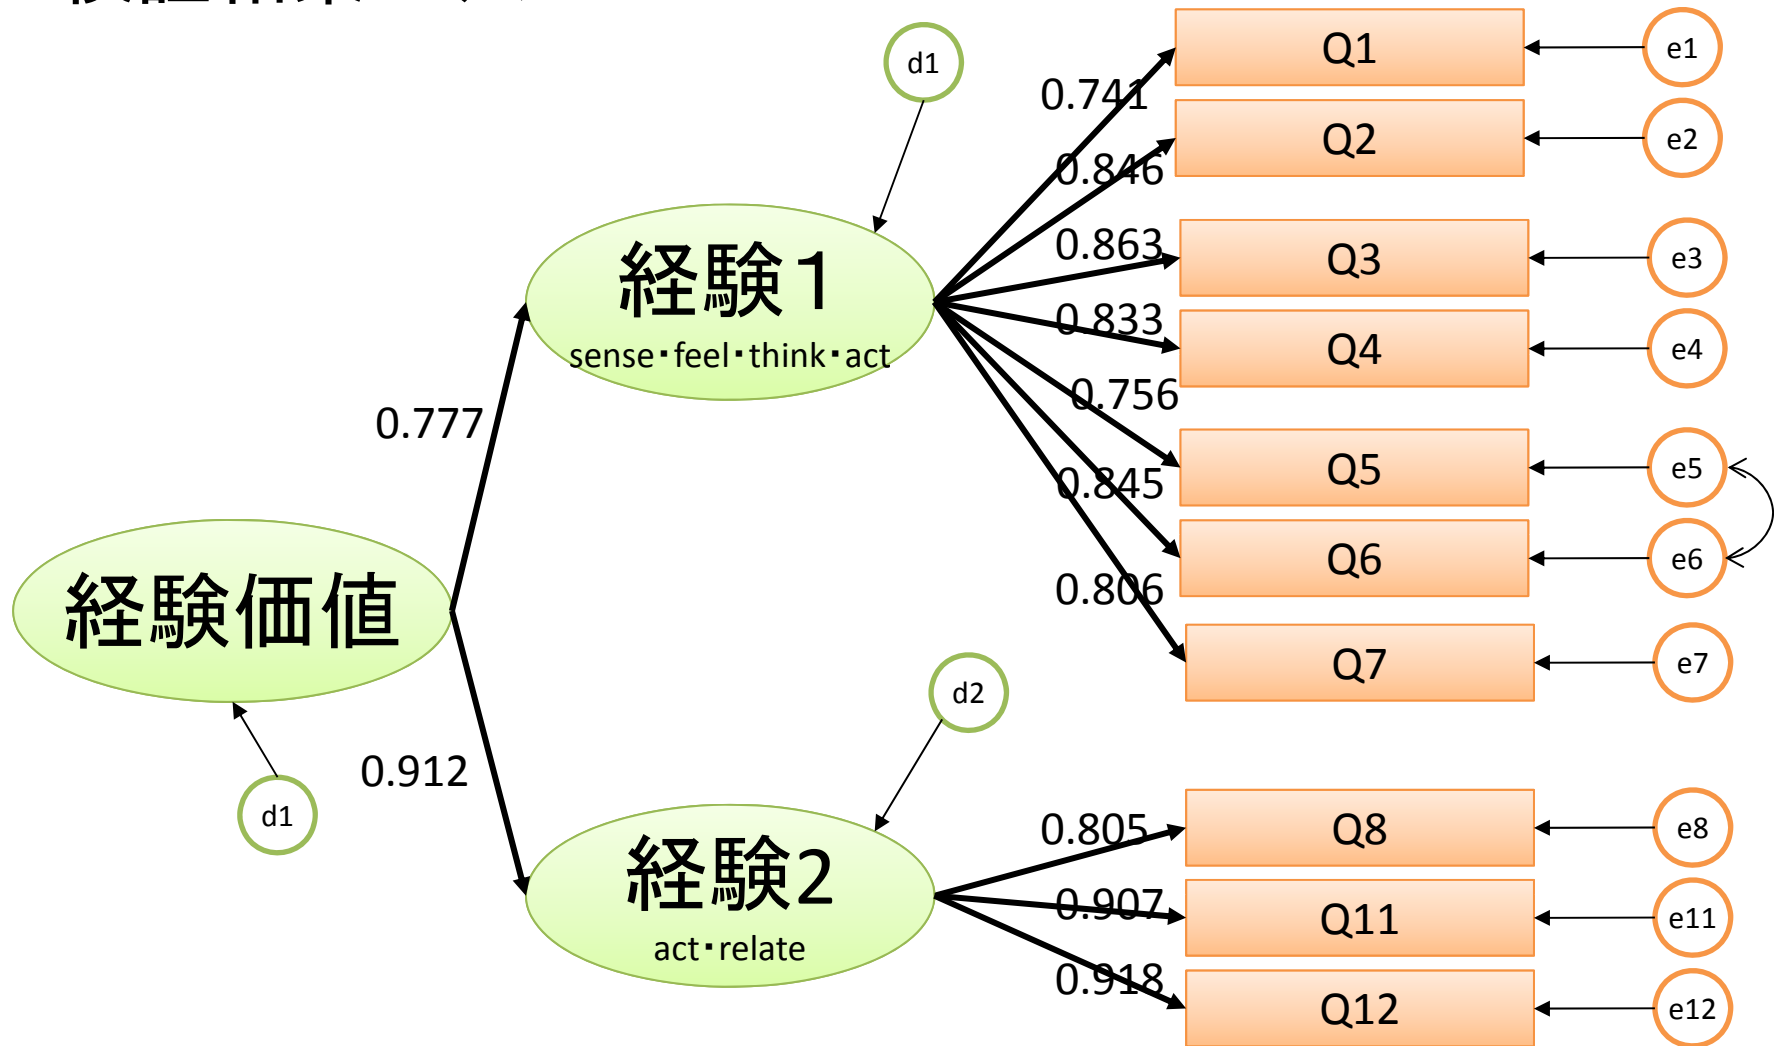 d1
Q1
e1
0.741
Q2
e2
0.846
経験1
sense・feel・think・act
0.863
Q3
e3
0.833
Q4
e4
0.777
0.756
Q5
e5
0.845
Q6
e6
経験価値
0.806
Q7
e7
d2
0.912
d1
0.805
Q8
e8
経験2
act・relate
0.907
Q11
e11
0.918
Q12
e12